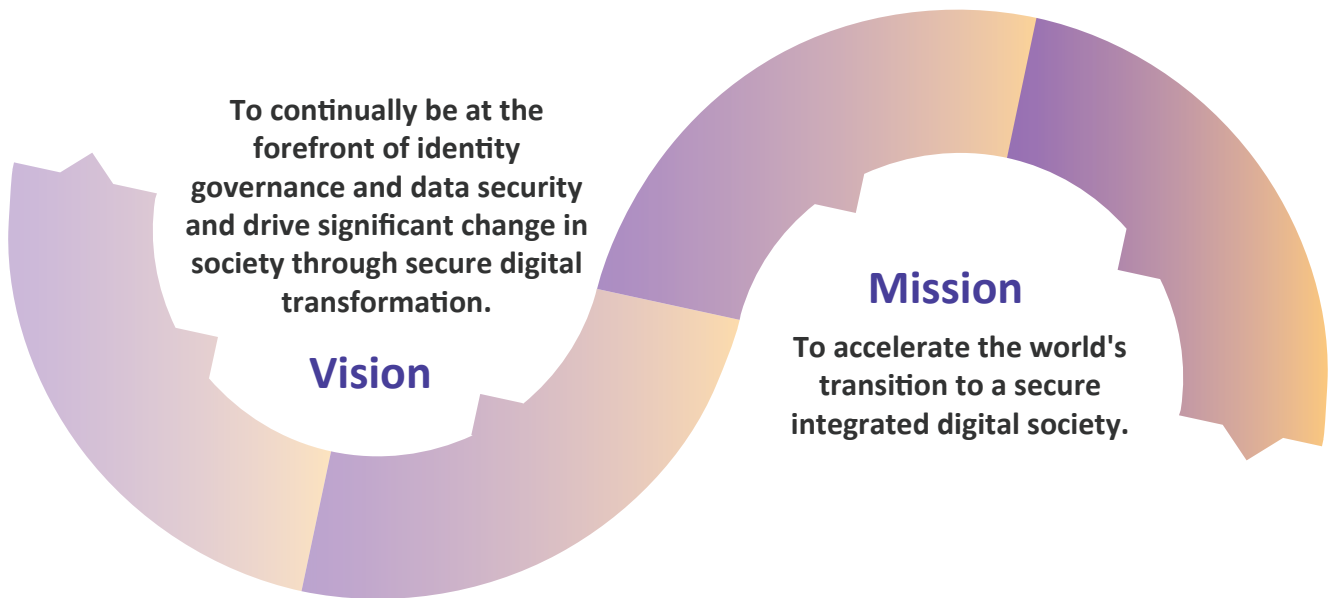 To continually be at the
forefront of identity
governance and data security
and drive significant change in
society through secure digital
transformation.
Vision
Mission
To accelerate the world's
transition to a secure
integrated digital society.